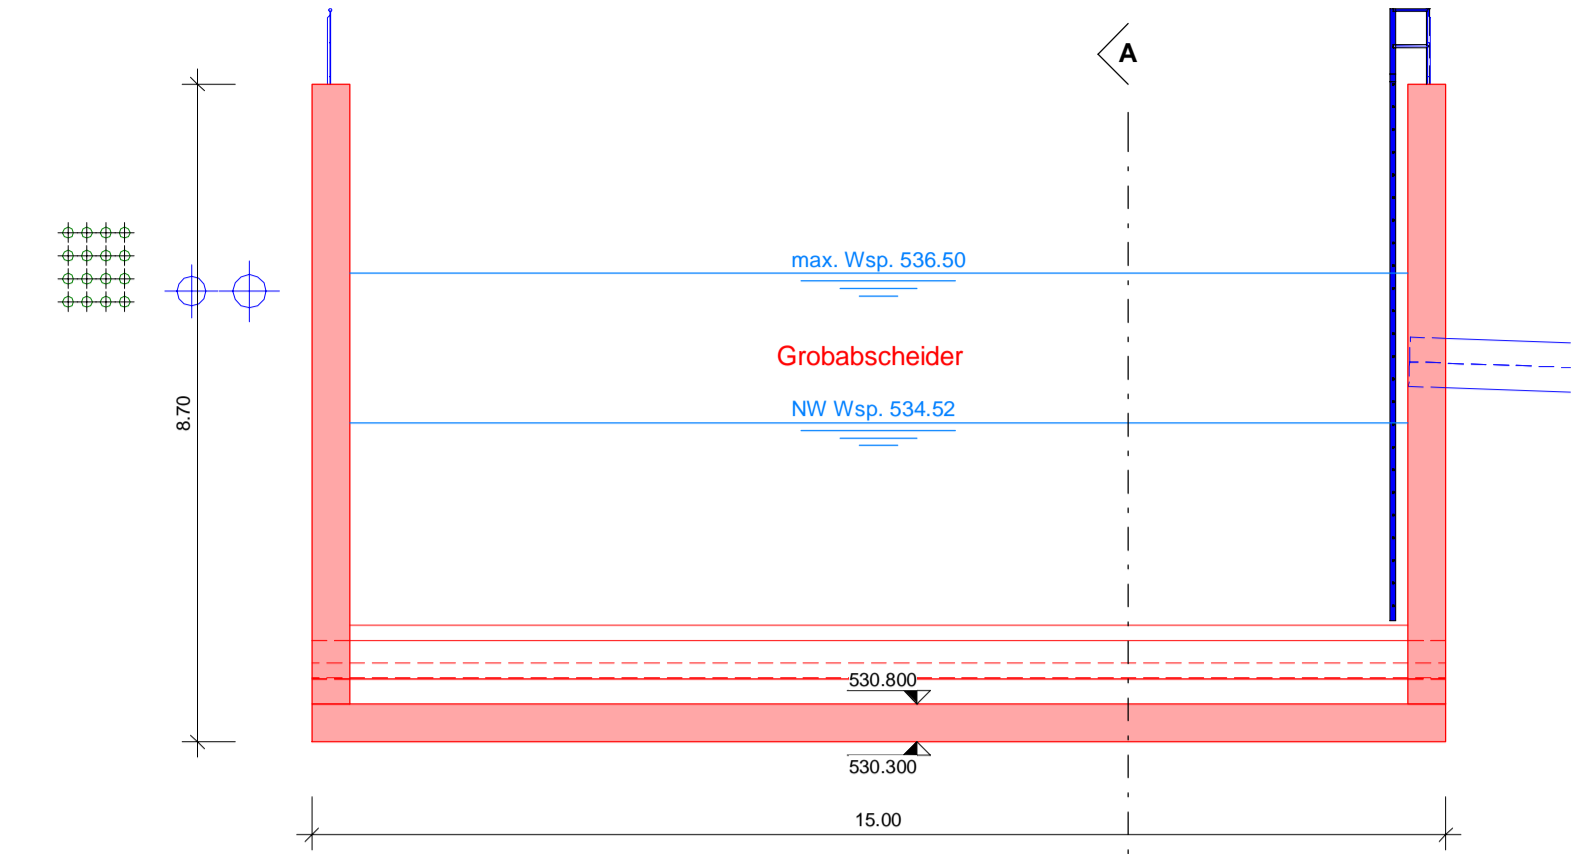 A
max. Wsp. 536.50
Grobabscheider
8.70
NW Wsp. 534.52
530.800
530.300
15.00